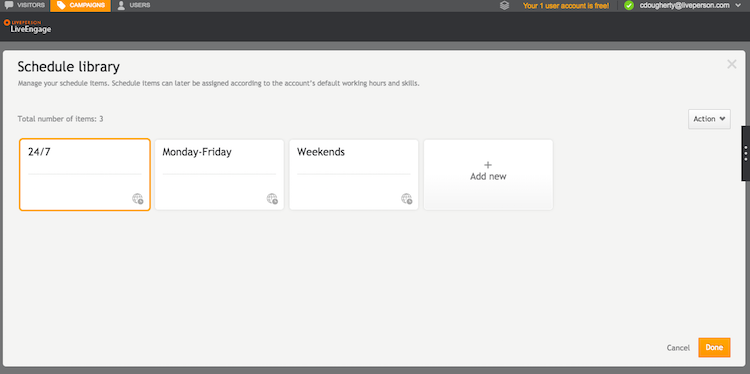 VISITORS CAMPAIGNS USERS Your 1 user account is free! cdougherty@liveperson.com
LIVEPERSON
LiveEngage
Schedule library
Manage your schedule items. Schedule items can later be assigned according to the account's default working hours and skills.
Total number of items: 3
Action
24/7 Monday-Friday Weekends
+
Add new
Cancel Done